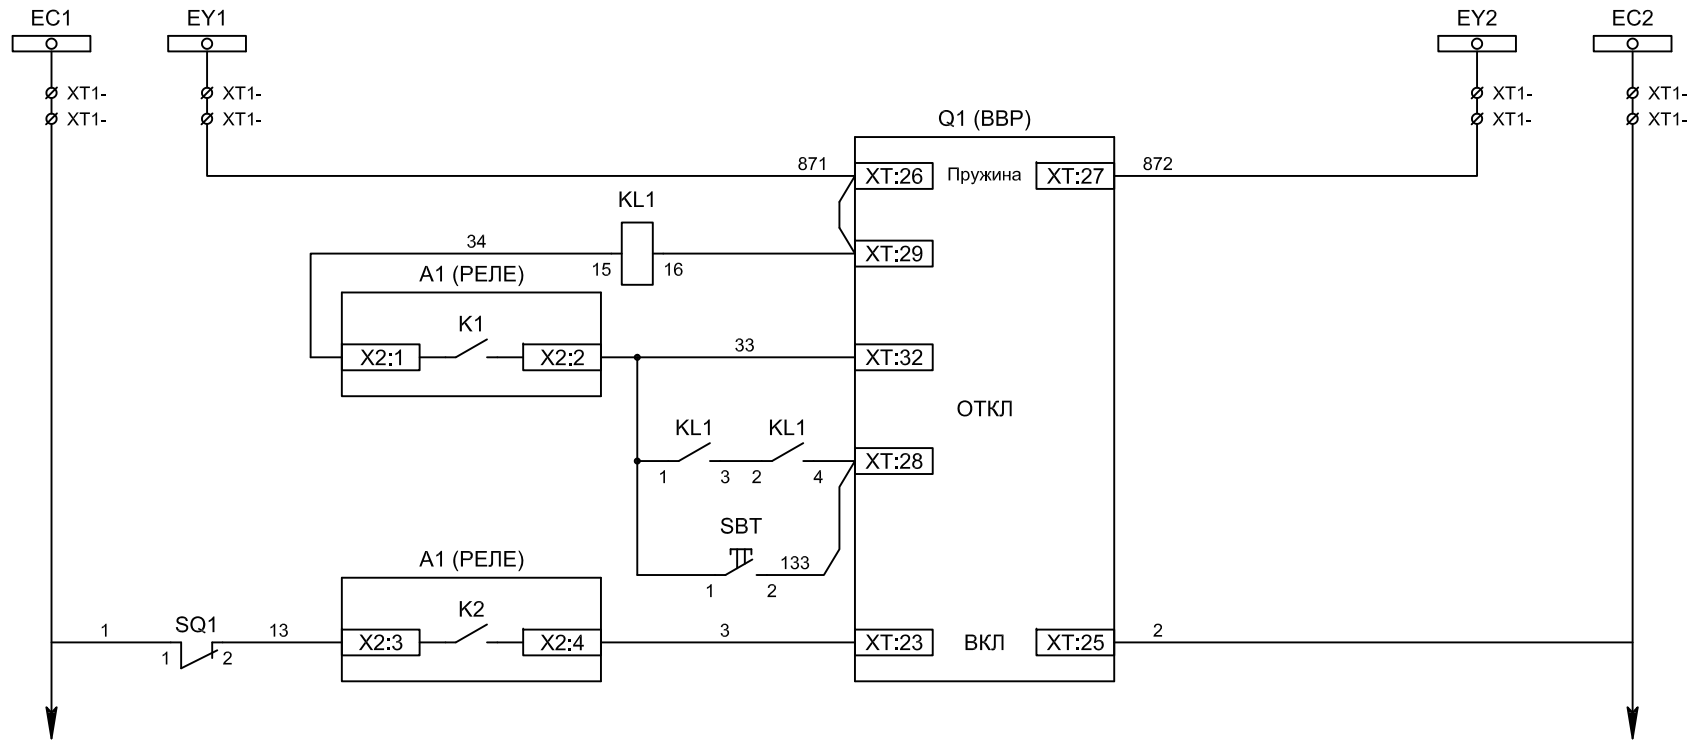 EC1 EY1 EY2 EC2
XT1- XT1- XT1- XT1-
XT1- XT1- XT1- XT1-
Q1 (ВВР)
871 XT:26 Пружина XT:27 872
KL1
34 XT:29
15 16
A1 (РЕЛЕ)
K1
X2:1 X2:2 33 XT:32
ОТКЛ
KL1 KL1
XT:28
1 3 2 4
SBT
133
1 2
A1 (РЕЛЕ)
K2
1 SQ1 13 X2:3 X2:4 3 XT:23 ВКЛ XT:25 2
1 2